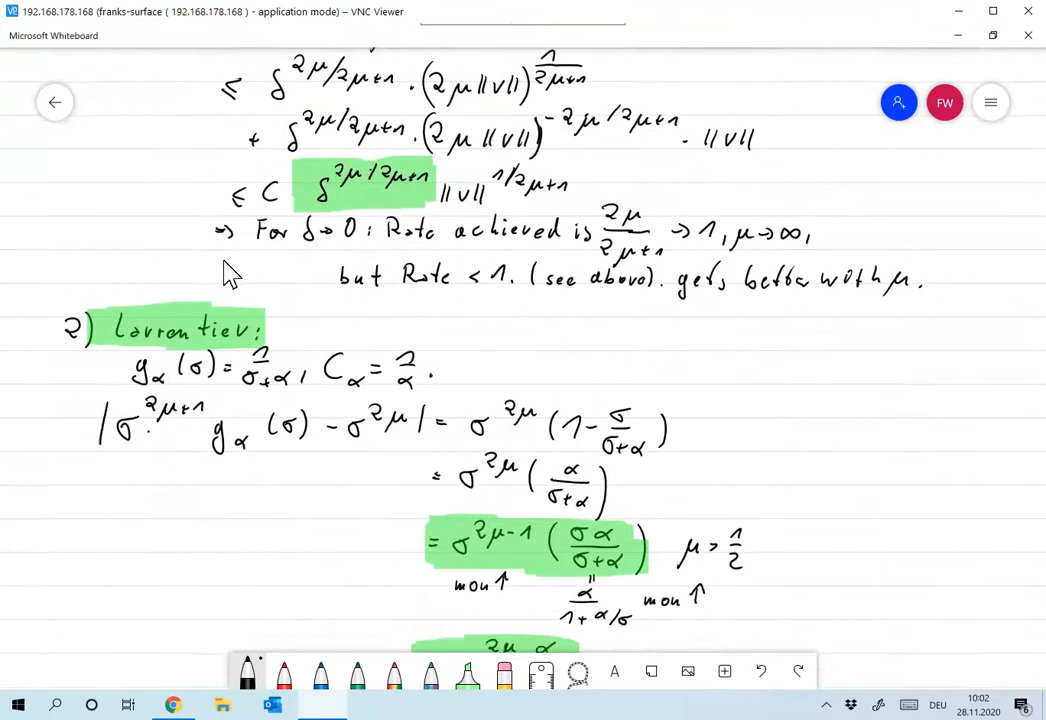 192.168.178.168 (franks-surface ( 192.168.178.168 ) - application mode) – VNC Viewer
Microsoft Whiteboard
FW
≤ δ^{2μ/2μ+1} · (2μ||v||)^{1/2μ+1}
+ δ^{2μ/2μ+1} · (2μ||v||)^{-2μ/2μ+1} · ||v||
≤ C δ^{2μ/2μ+1} ||v||^{1/2μ+1}
⇒ For δ→0: Rate achieved is 2μ/2μ+1 → 1, μ→∞,
but Rate < 1. (see above). gets better with μ.
2) Lavrentiev:
g_α(σ) = 1/σ+α, C_α = 1/α.
|σ^{2μ+1} g_α(σ) - σ^{2μ}| = σ^{2μ} (1 - σ/σ+α)
= σ^{2μ} (α/σ+α)
= σ^{2μ-1} (σα/σ+α) μ > 1/2
mon ↑ = α/1+α/σ mon ↑
2μ α
DEU
10:02
28.11.2020
6